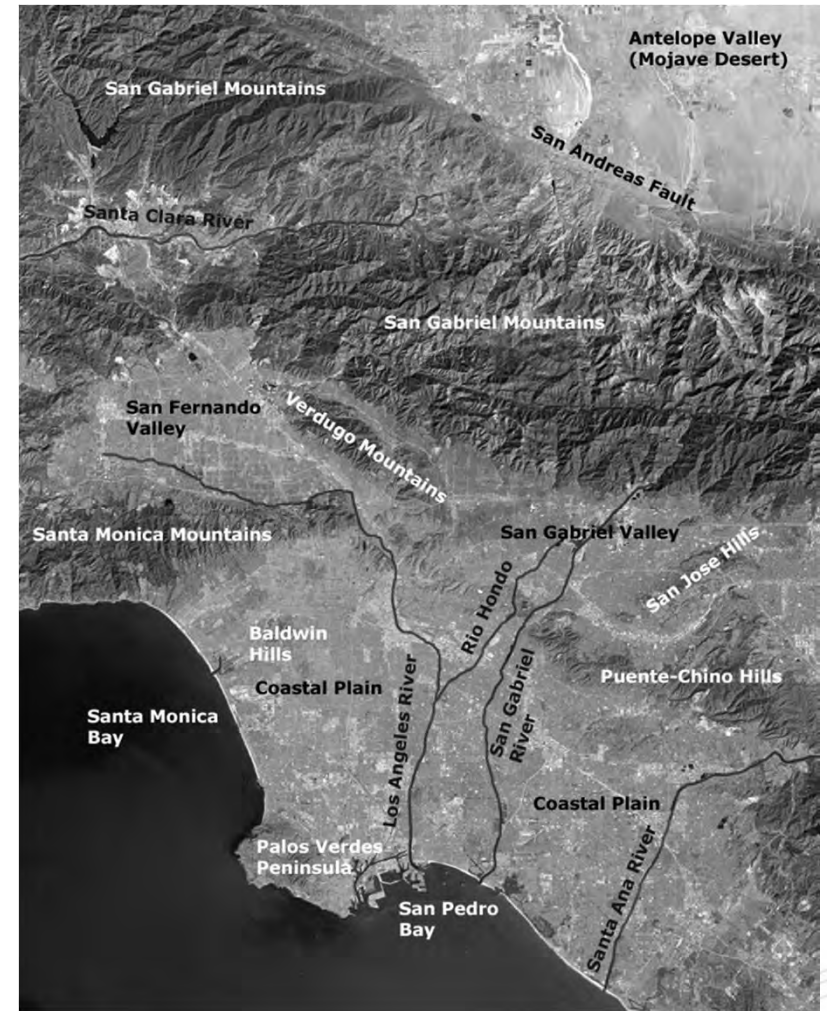 Antelope Valley
(Mojave Desert)
San Gabriel Mountains
San Andreas Fault
Santa Clara River
San Gabriel Mountains
San Fernando
Valley
Verdugo Mountains
Santa Monica Mountains
San Gabriel Valley
San Jose Hills
Rio Hondo
Baldwin
Hills
Puente-Chino Hills
Coastal Plain
Los Angeles River
San Gabriel
River
Santa Monica
Bay
Coastal Plain
Palos Verdes
Peninsula
Santa Ana River
San Pedro
Bay